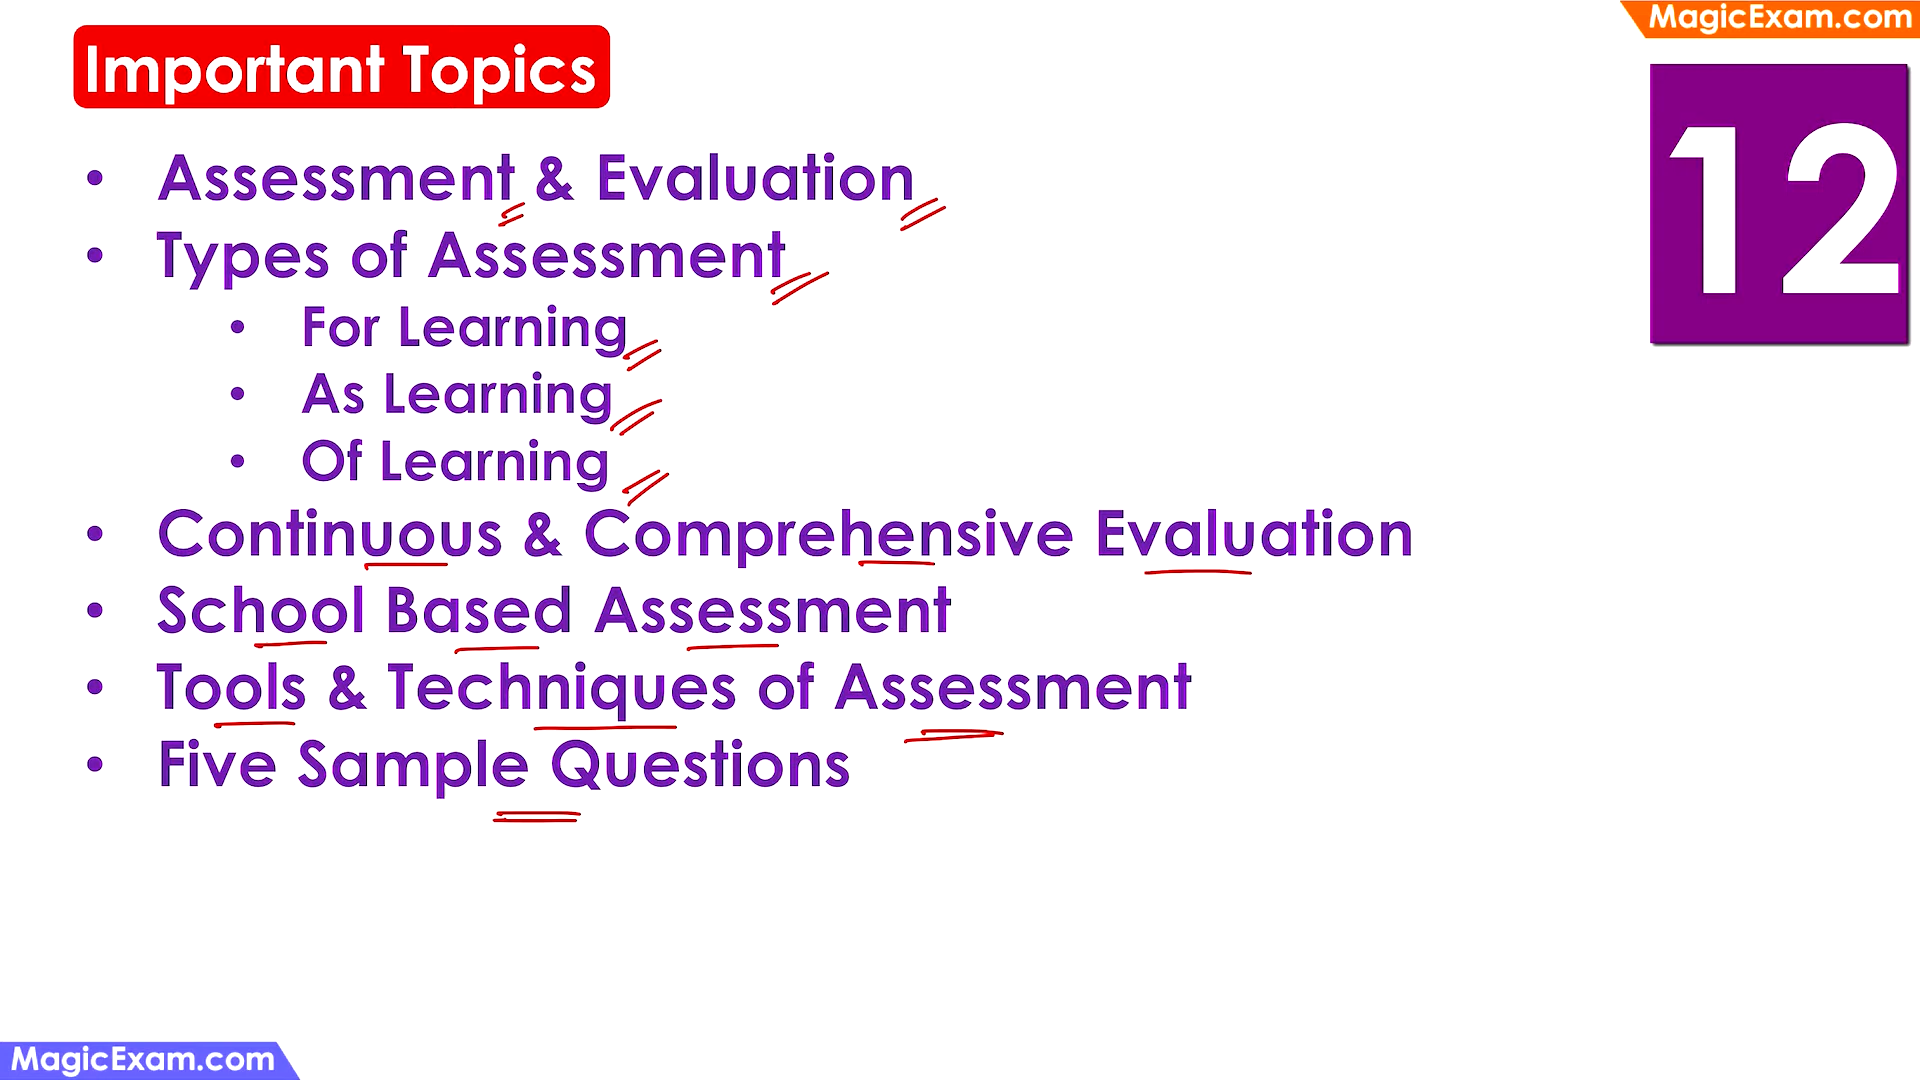 MagicExam.com
Important Topics
12
• Assessment & Evaluation
• Types of Assessment
• For Learning
• As Learning
• Of Learning
• Continuous & Comprehensive Evaluation
• School Based Assessment
• Tools & Techniques of Assessment
• Five Sample Questions
MagicExam.com